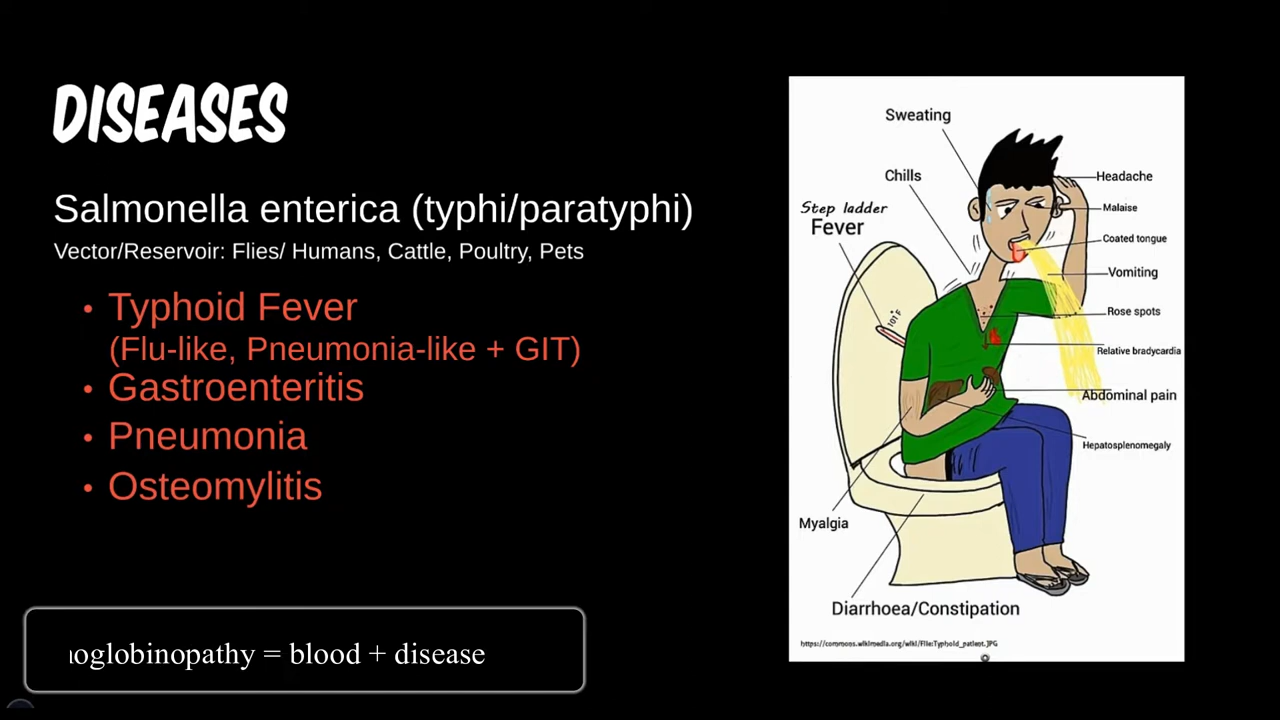 DISEASES
Salmonella enterica (typhi/paratyphi)
Vector/Reservoir: Flies/ Humans, Cattle, Poultry, Pets
• Typhoid Fever
(Flu-like, Pneumonia-like + GIT)
• Gastroenteritis
• Pneumonia
• Osteomylitis
= blood + disease
Sweating
Chills
Step ladder
Fever
101°F
Headache
Malaise
Coated tongue
Vomiting
Rose spots
Relative bradycardia
Abdominal pain
Hepatosplenomegaly
Myalgia
Diarrhoea/Constipation
https://commons.wikimedia.org/wiki/File:Typhoid_patient.JPG